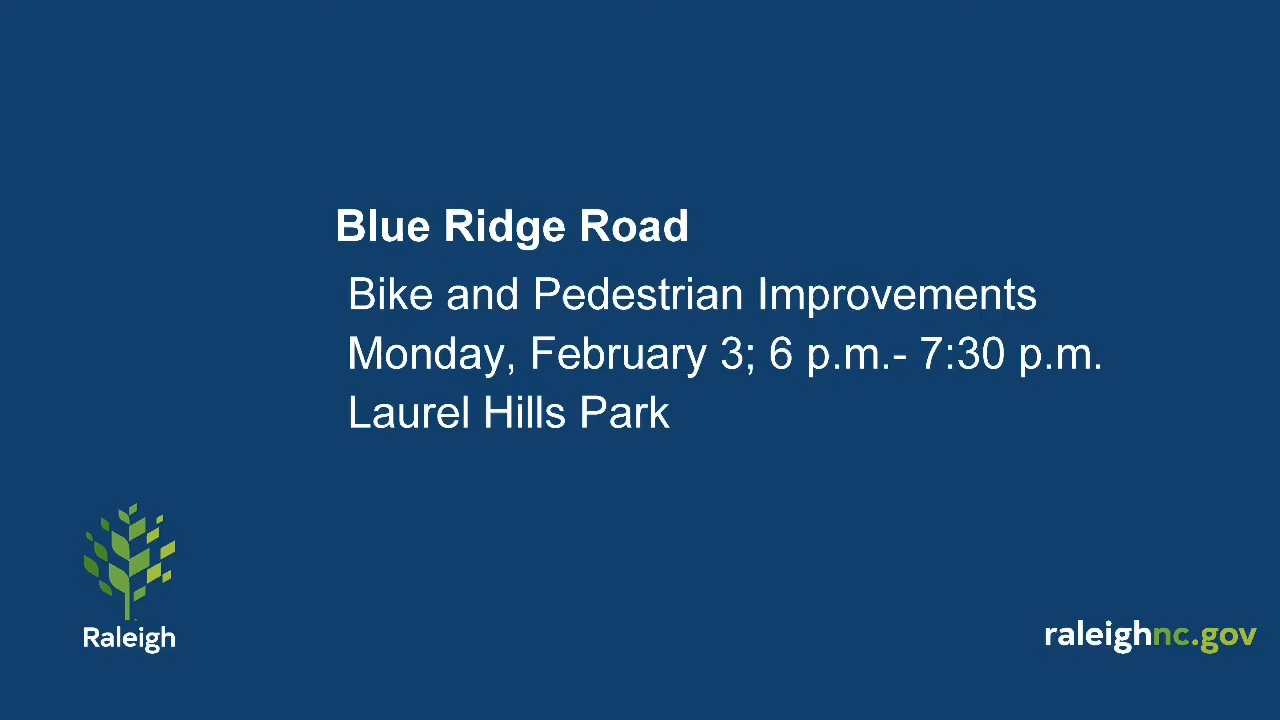 Blue Ridge Road
Bike and Pedestrian Improvements
Monday, February 3; 6 p.m.- 7:30 p.m.
Laurel Hills Park
Raleigh
raleighnc.gov